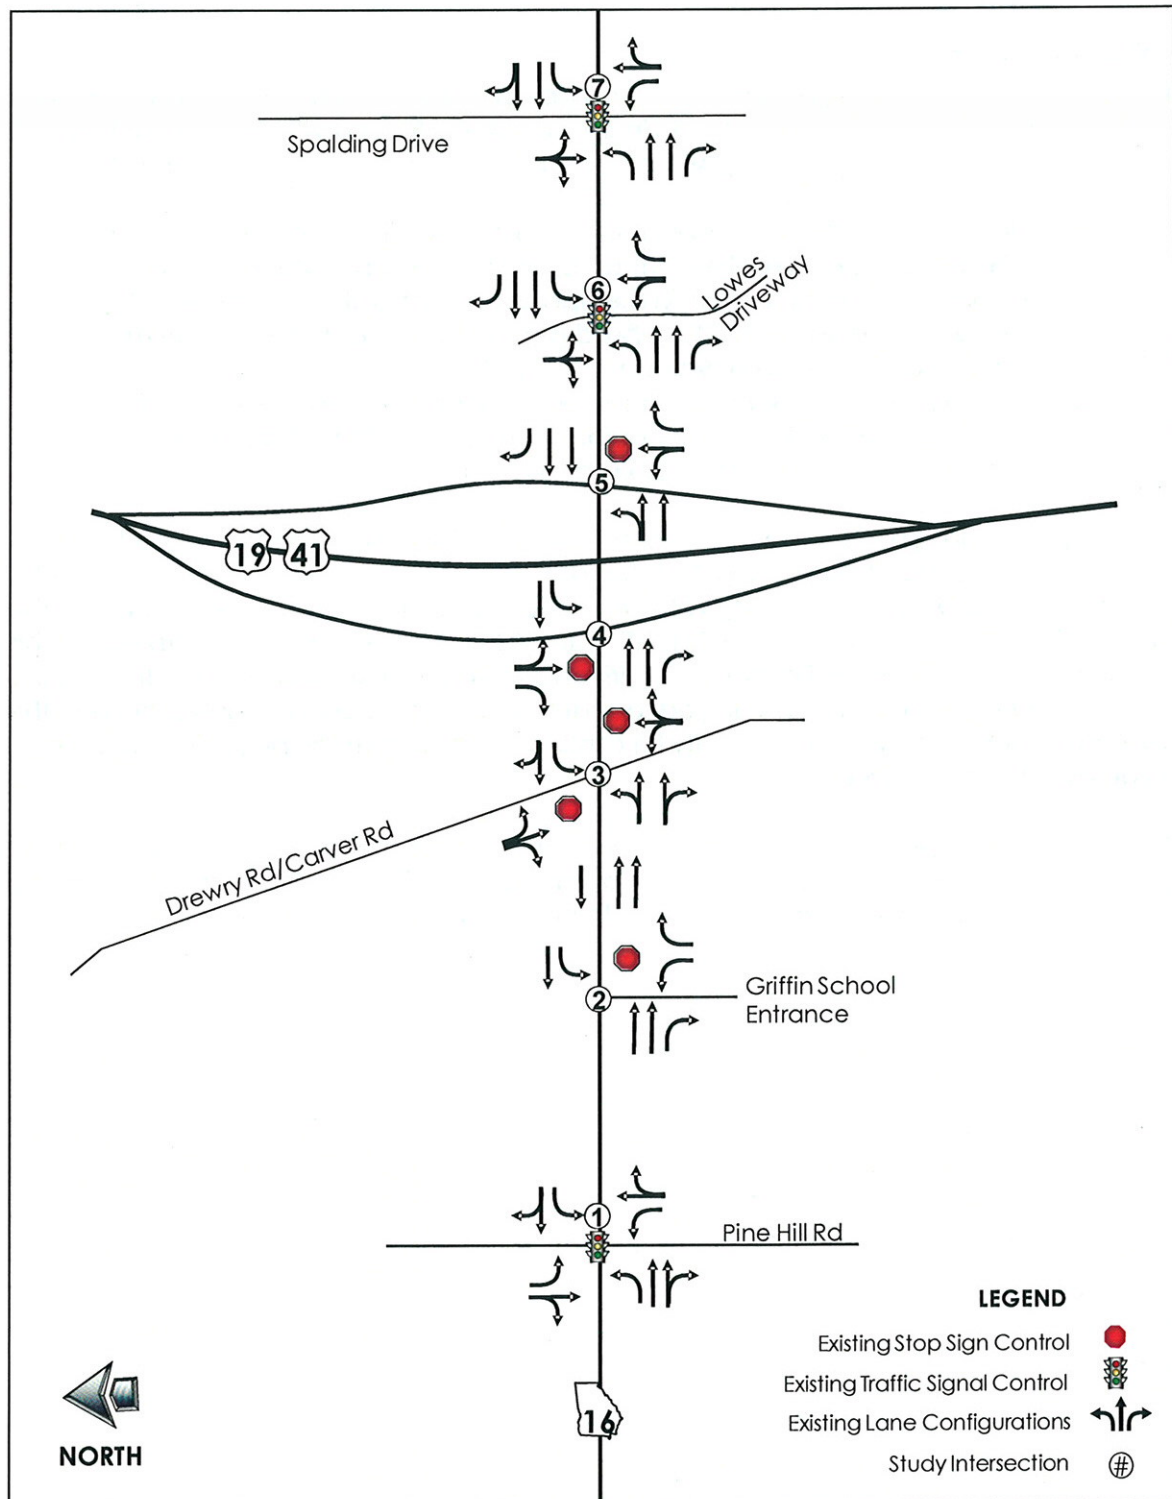 7
Spalding Drive
6
Lowes
Driveway
5
19 41
4
3
Drewry Rd/Carver Rd
2
Griffin School
Entrance
1
Pine Hill Rd
LEGEND
Existing Stop Sign Control
Existing Traffic Signal Control
Existing Lane Configurations
Study Intersection #
16
NORTH